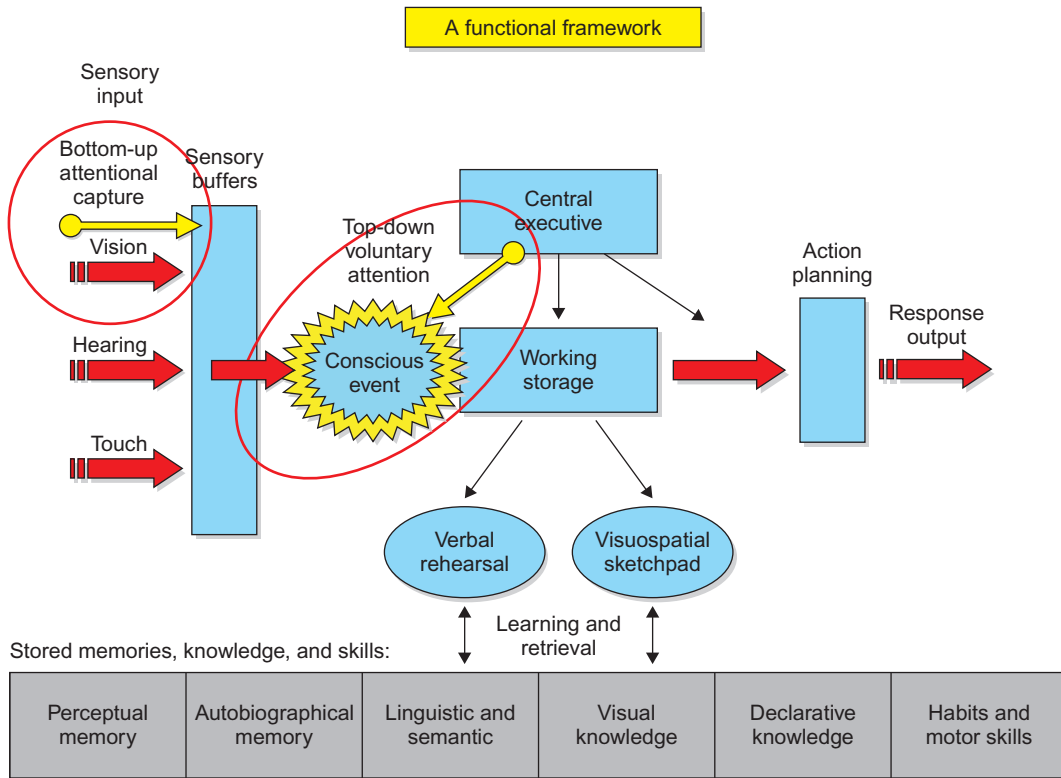 A functional framework
Sensory
input
Bottom-up
attentional
capture
Sensory
buffers
Vision
Hearing
Touch
Top-down
voluntary
attention
Conscious
event
Central
executive
Working
storage
Action
planning
Response
output
Verbal
rehearsal
Visuospatial
sketchpad
Learning and
retrieval
Stored memories, knowledge, and skills:
Perceptual
memory
Autobiographical
memory
Linguistic and
semantic
Visual
knowledge
Declarative
knowledge
Habits and
motor skills